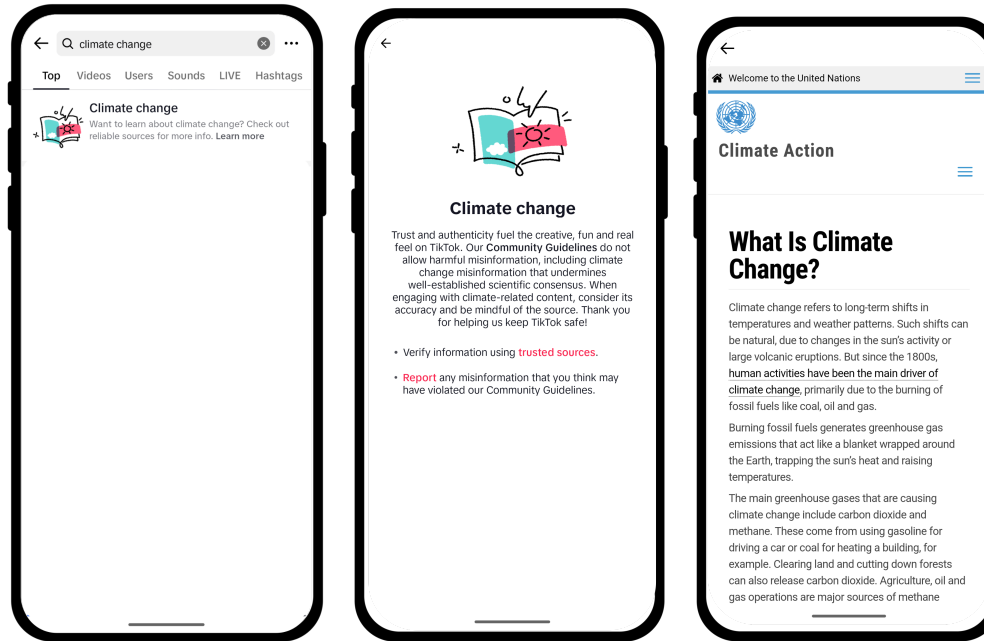 climate change
Top Videos Users Sounds LIVE Hashtags
Climate change
Want to learn about climate change? Check out
reliable sources for more info. Learn more
Climate change
Trust and authenticity fuel the creative, fun and real
feel on TikTok. Our Community Guidelines do not
allow harmful misinformation, including climate
change misinformation that undermines
well-established scientific consensus. When
engaging with climate-related content, consider its
accuracy and be mindful of the source. Thank you
for helping us keep TikTok safe!
• Verify information using trusted sources.
• Report any misinformation that you think may
have violated our Community Guidelines.
Welcome to the United Nations
Climate Action
What Is Climate
Change?
Climate change refers to long-term shifts in
temperatures and weather patterns. Such shifts can
be natural, due to changes in the sun's activity or
large volcanic eruptions. But since the 1800s,
human activities have been the main driver of
climate change, primarily due to the burning of
fossil fuels like coal, oil and gas.
Burning fossil fuels generates greenhouse gas
emissions that act like a blanket wrapped around
the Earth, trapping the sun's heat and raising
temperatures.
The main greenhouse gases that are causing
climate change include carbon dioxide and
methane. These come from using gasoline for
driving a car or coal for heating a building, for
example. Clearing land and cutting down forests
can also release carbon dioxide. Agriculture, oil and
gas operations are major sources of methane